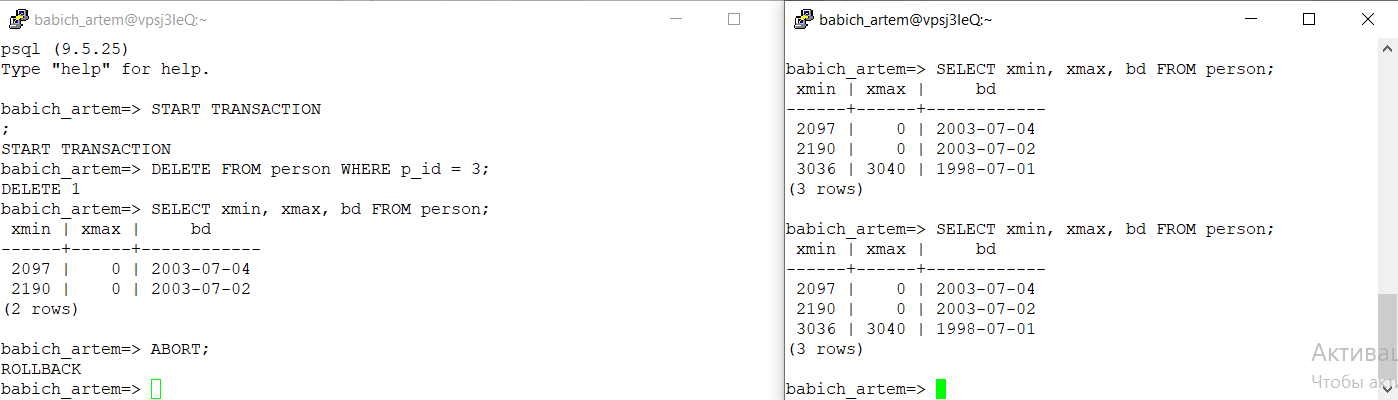 babich_artem@vpsj3IeQ:~
psql (9.5.25)
Type "help" for help.
babich_artem=> START TRANSACTION
;
START TRANSACTION
babich_artem=> DELETE FROM person WHERE p_id = 3;
DELETE 1
babich_artem=> SELECT xmin, xmax, bd FROM person;
 xmin | xmax |     bd
------+------+------------
 2097 |    0 | 2003-07-04
 2190 |    0 | 2003-07-02
(2 rows)
babich_artem=> ABORT;
ROLLBACK
babich_artem=>
babich_artem@vpsj3IeQ:~
babich_artem=> SELECT xmin, xmax, bd FROM person;
 xmin | xmax |     bd
------+------+------------
 2097 |    0 | 2003-07-04
 2190 |    0 | 2003-07-02
 3036 | 3040 | 1998-07-01
(3 rows)
babich_artem=> SELECT xmin, xmax, bd FROM person;
 xmin | xmax |     bd
------+------+------------
 2097 |    0 | 2003-07-04
 2190 |    0 | 2003-07-02
 3036 | 3040 | 1998-07-01
(3 rows)
babich_artem=>
Чтобы